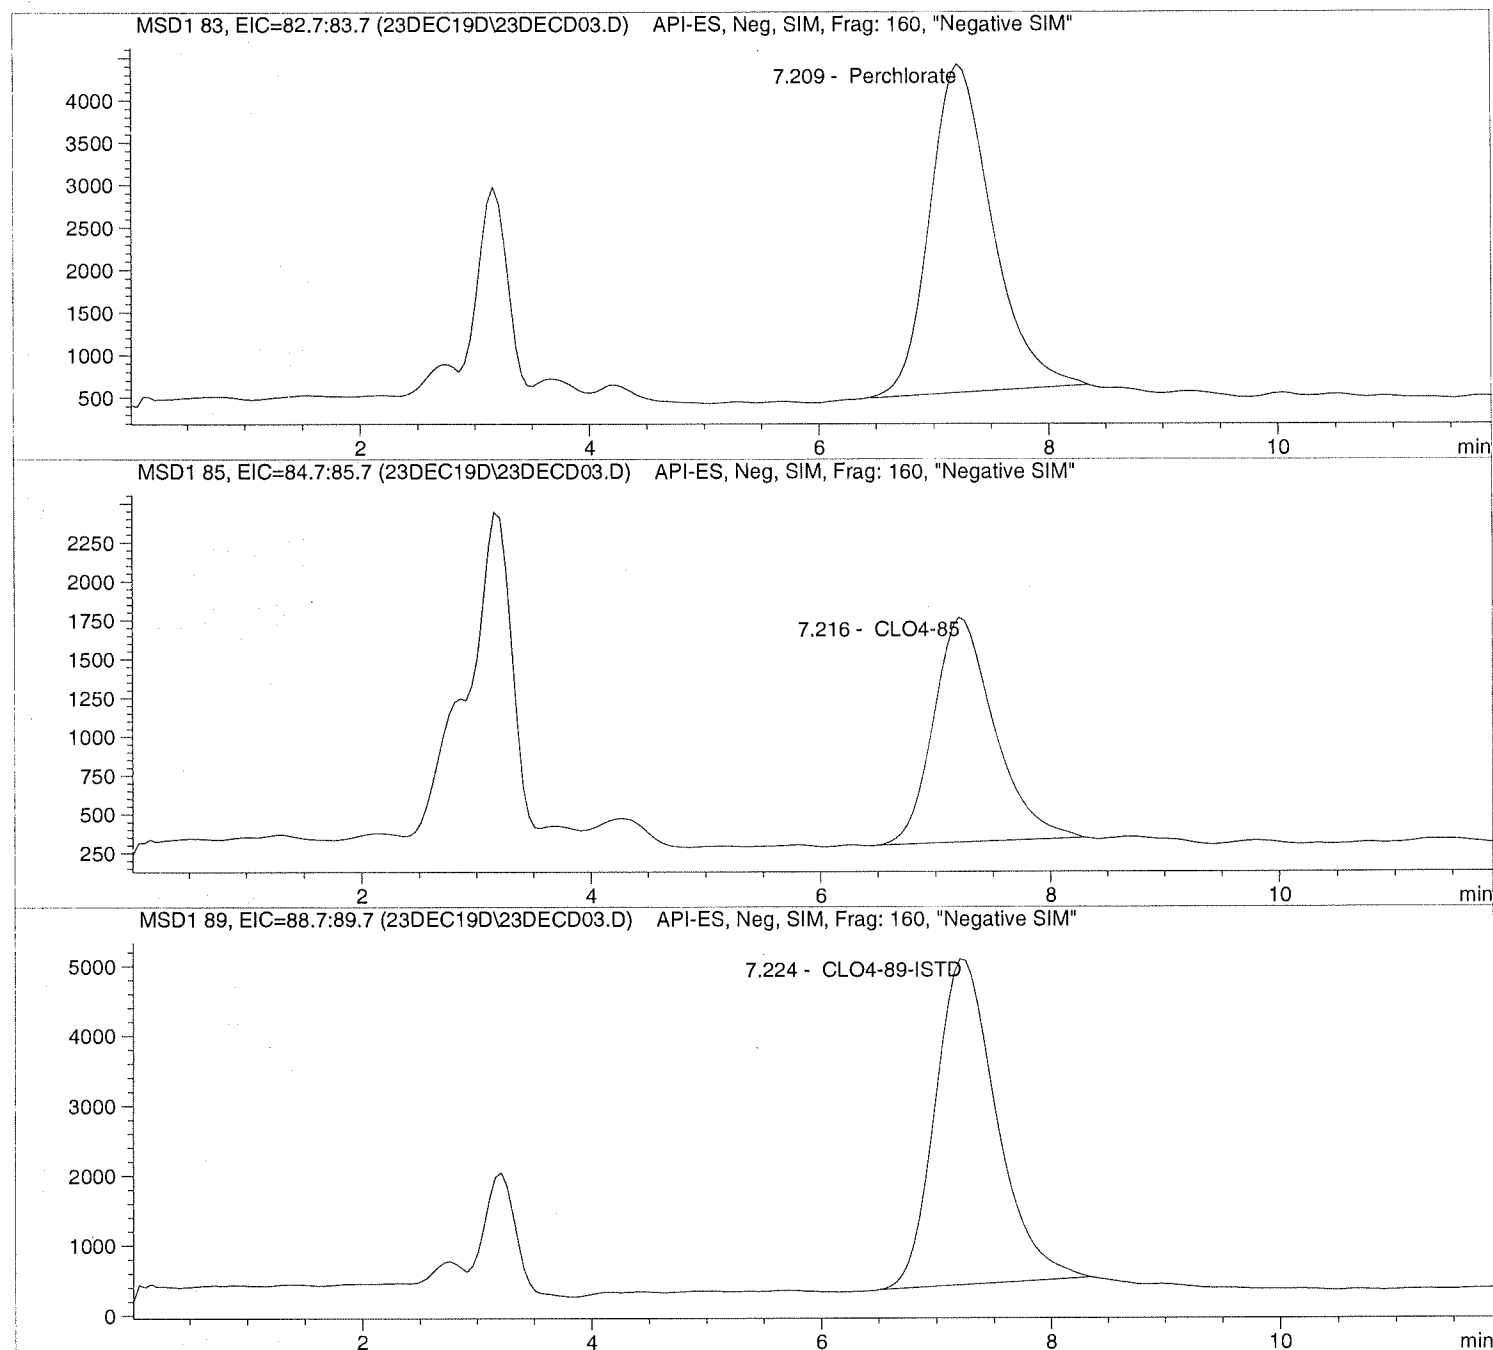 MSD1 83, EIC=82.7:83.7 (23DEC19D\23DECD03.D) API-ES, Neg, SIM, Frag: 160, "Negative SIM"
7.209 - Perchlorate
4000
3500
3000
2500
2000
1500
1000
500
2 4 6 8 10 min
MSD1 85, EIC=84.7:85.7 (23DEC19D\23DECD03.D) API-ES, Neg, SIM, Frag: 160, "Negative SIM"
2250
2000
1750
7.216 - CLO4-85
1500
1250
1000
750
500
250
2 4 6 8 10 min
MSD1 89, EIC=88.7:89.7 (23DEC19D\23DECD03.D) API-ES, Neg, SIM, Frag: 160, "Negative SIM"
5000
7.224 - CLO4-89-ISTD
4000
3000
2000
1000
0
2 4 6 8 10 min